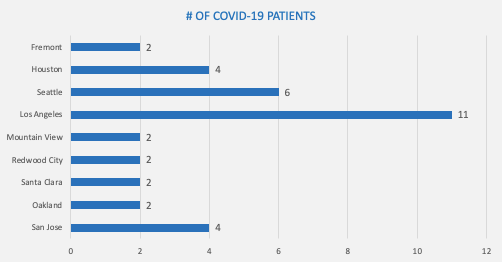 # OF COVID-19 PATIENTS
Fremont 2
Houston 4
Seattle 6
Los Angeles 11
Mountain View 2
Redwood City 2
Santa Clara 2
Oakland 2
San Jose 4
0 2 4 6 8 10 12